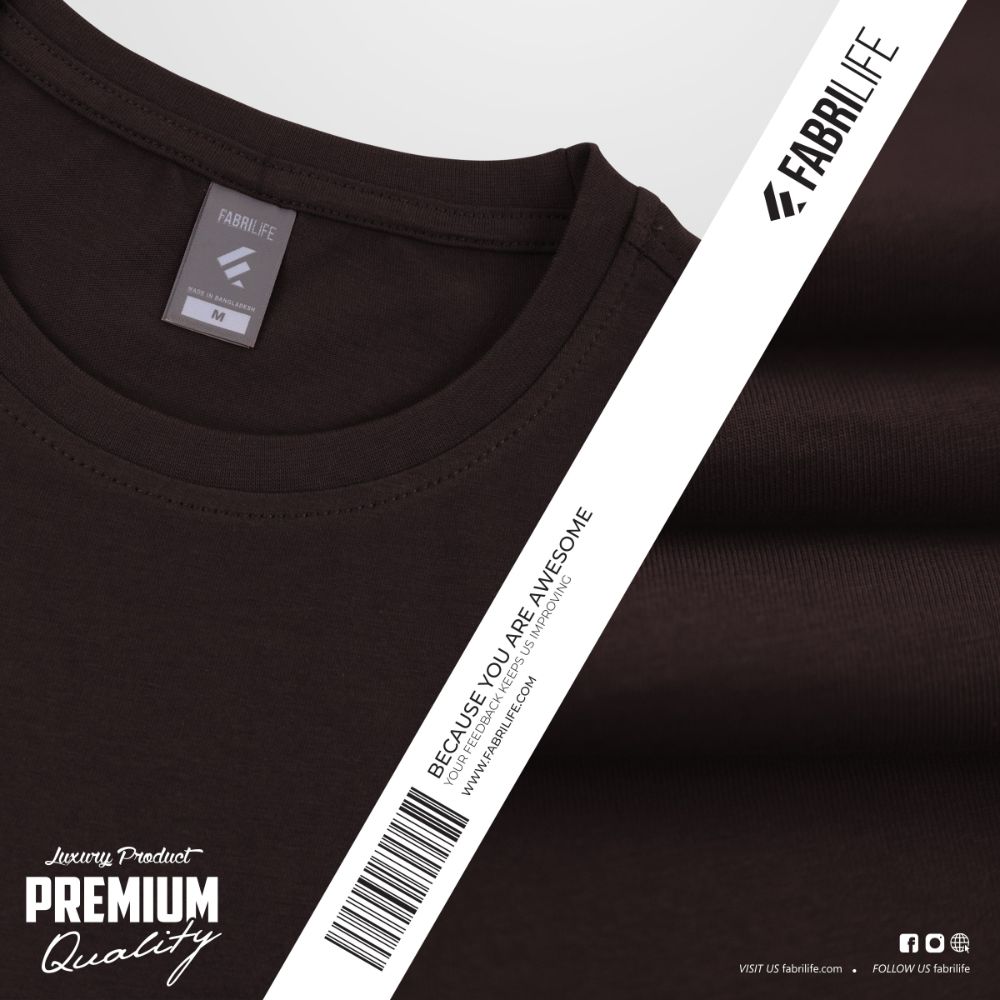 FABRILIFE
FABRILIFE
MADE IN BANGLADESH
M
BECAUSE YOU ARE AWESOME
YOUR FEEDBACK KEEPS US IMPROVING
WWW.FABRILIFE.COM
Luxury Product
PREMIUM
Quality
VISIT US fabrilife.com • FOLLOW US fabrilife